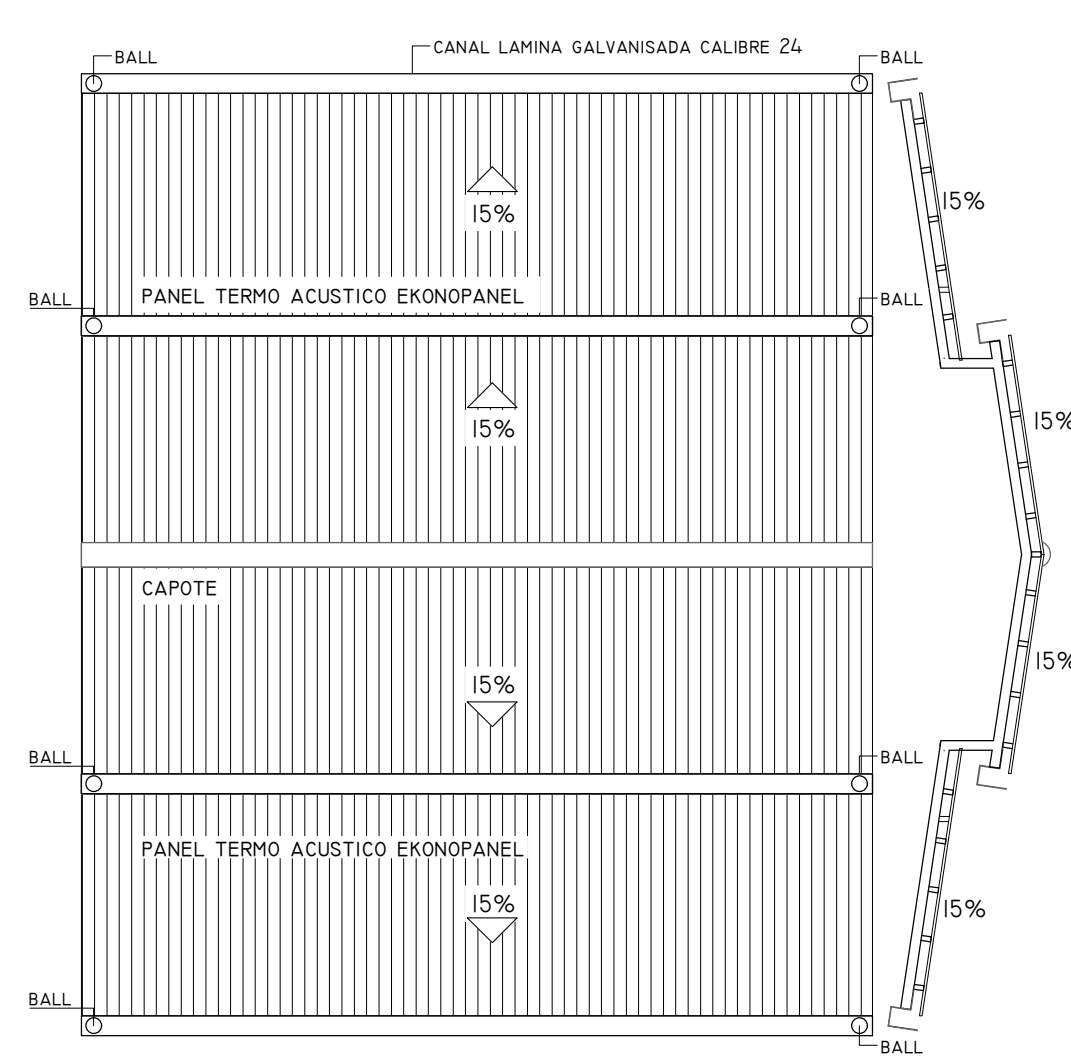 CANAL LAMINA GALVANISADA CALIBRE 24
BALL
BALL
15%
15%
PANEL TERMO ACUSTICO EKONOPANEL
BALL
BALL
15%
15%
CAPOTE
15%
15%
BALL
BALL
PANEL TERMO ACUSTICO EKONOPANEL
15%
15%
BALL
BALL